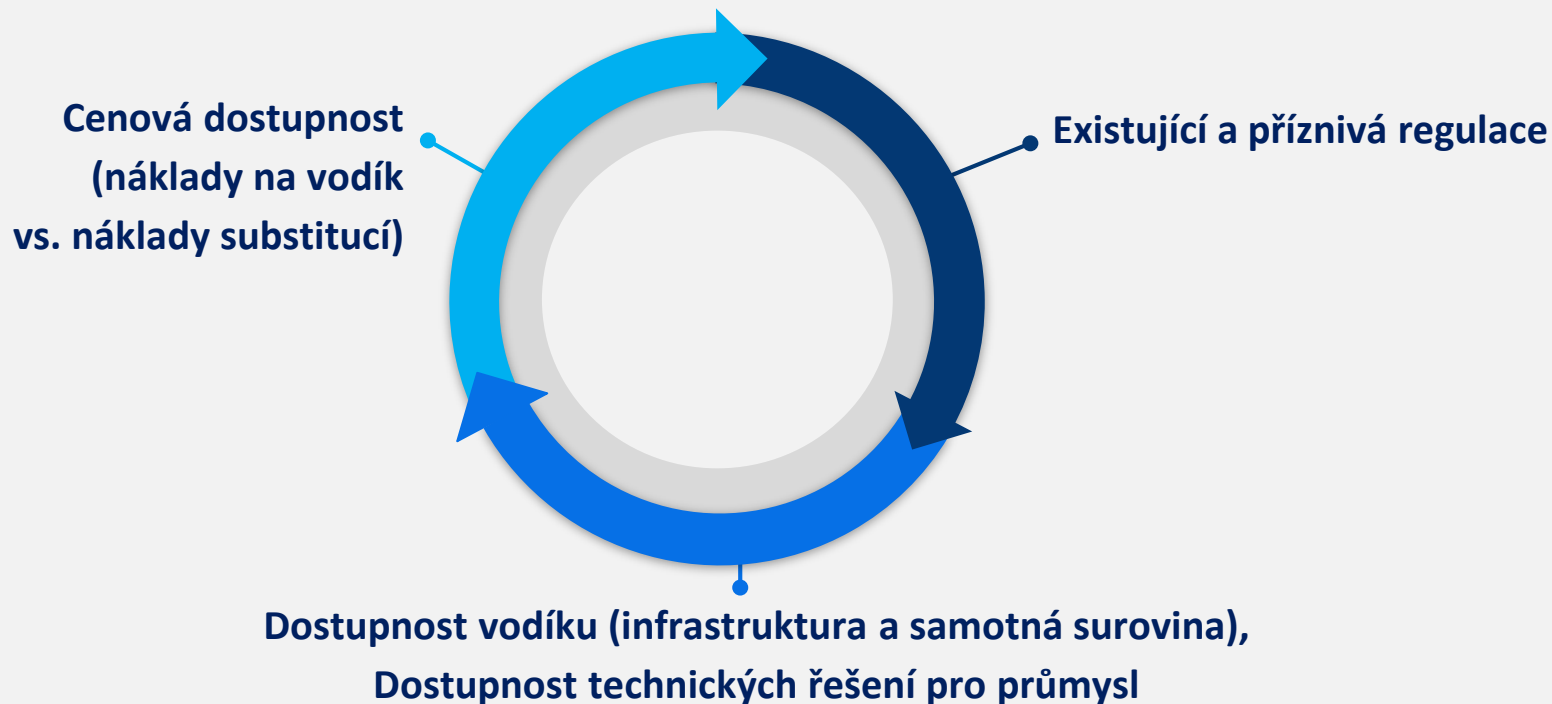 Cenová dostupnost
(náklady na vodík
vs. náklady substitucí)
Existující a příznivá regulace
Dostupnost vodíku (infrastruktura a samotná surovina),
Dostupnost technických řešení pro průmysl